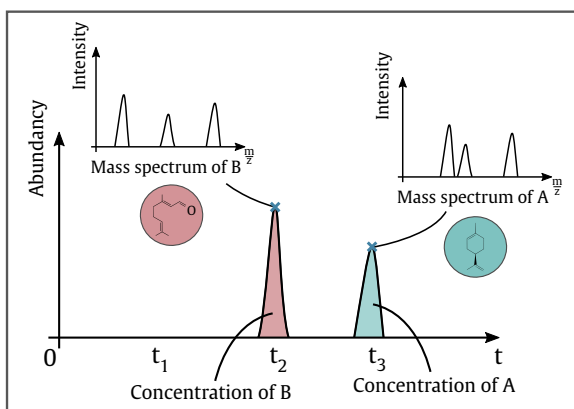 Intensity
m/z
Mass spectrum of B
O
Intensity
m/z
Mass spectrum of A
Abundancy
0
t₁
t₂
t₃
t
Concentration of B
Concentration of A